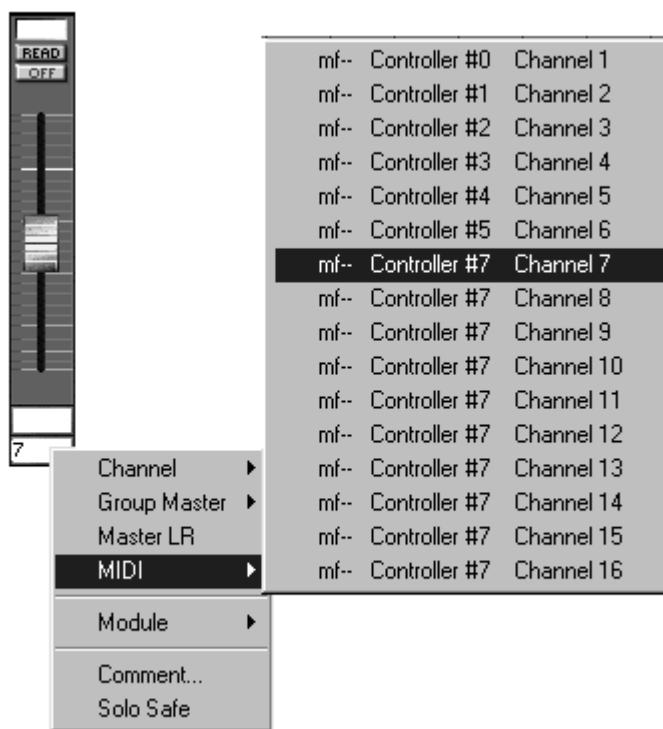 READ
OFF
7
Channel
Group Master
Master LR
MIDI
Module
Comment...
Solo Safe
mf-- Controller #0 Channel 1
mf-- Controller #1 Channel 2
mf-- Controller #2 Channel 3
mf-- Controller #3 Channel 4
mf-- Controller #4 Channel 5
mf-- Controller #5 Channel 6
mf-- Controller #7 Channel 7
mf-- Controller #7 Channel 8
mf-- Controller #7 Channel 9
mf-- Controller #7 Channel 10
mf-- Controller #7 Channel 11
mf-- Controller #7 Channel 12
mf-- Controller #7 Channel 13
mf-- Controller #7 Channel 14
mf-- Controller #7 Channel 15
mf-- Controller #7 Channel 16